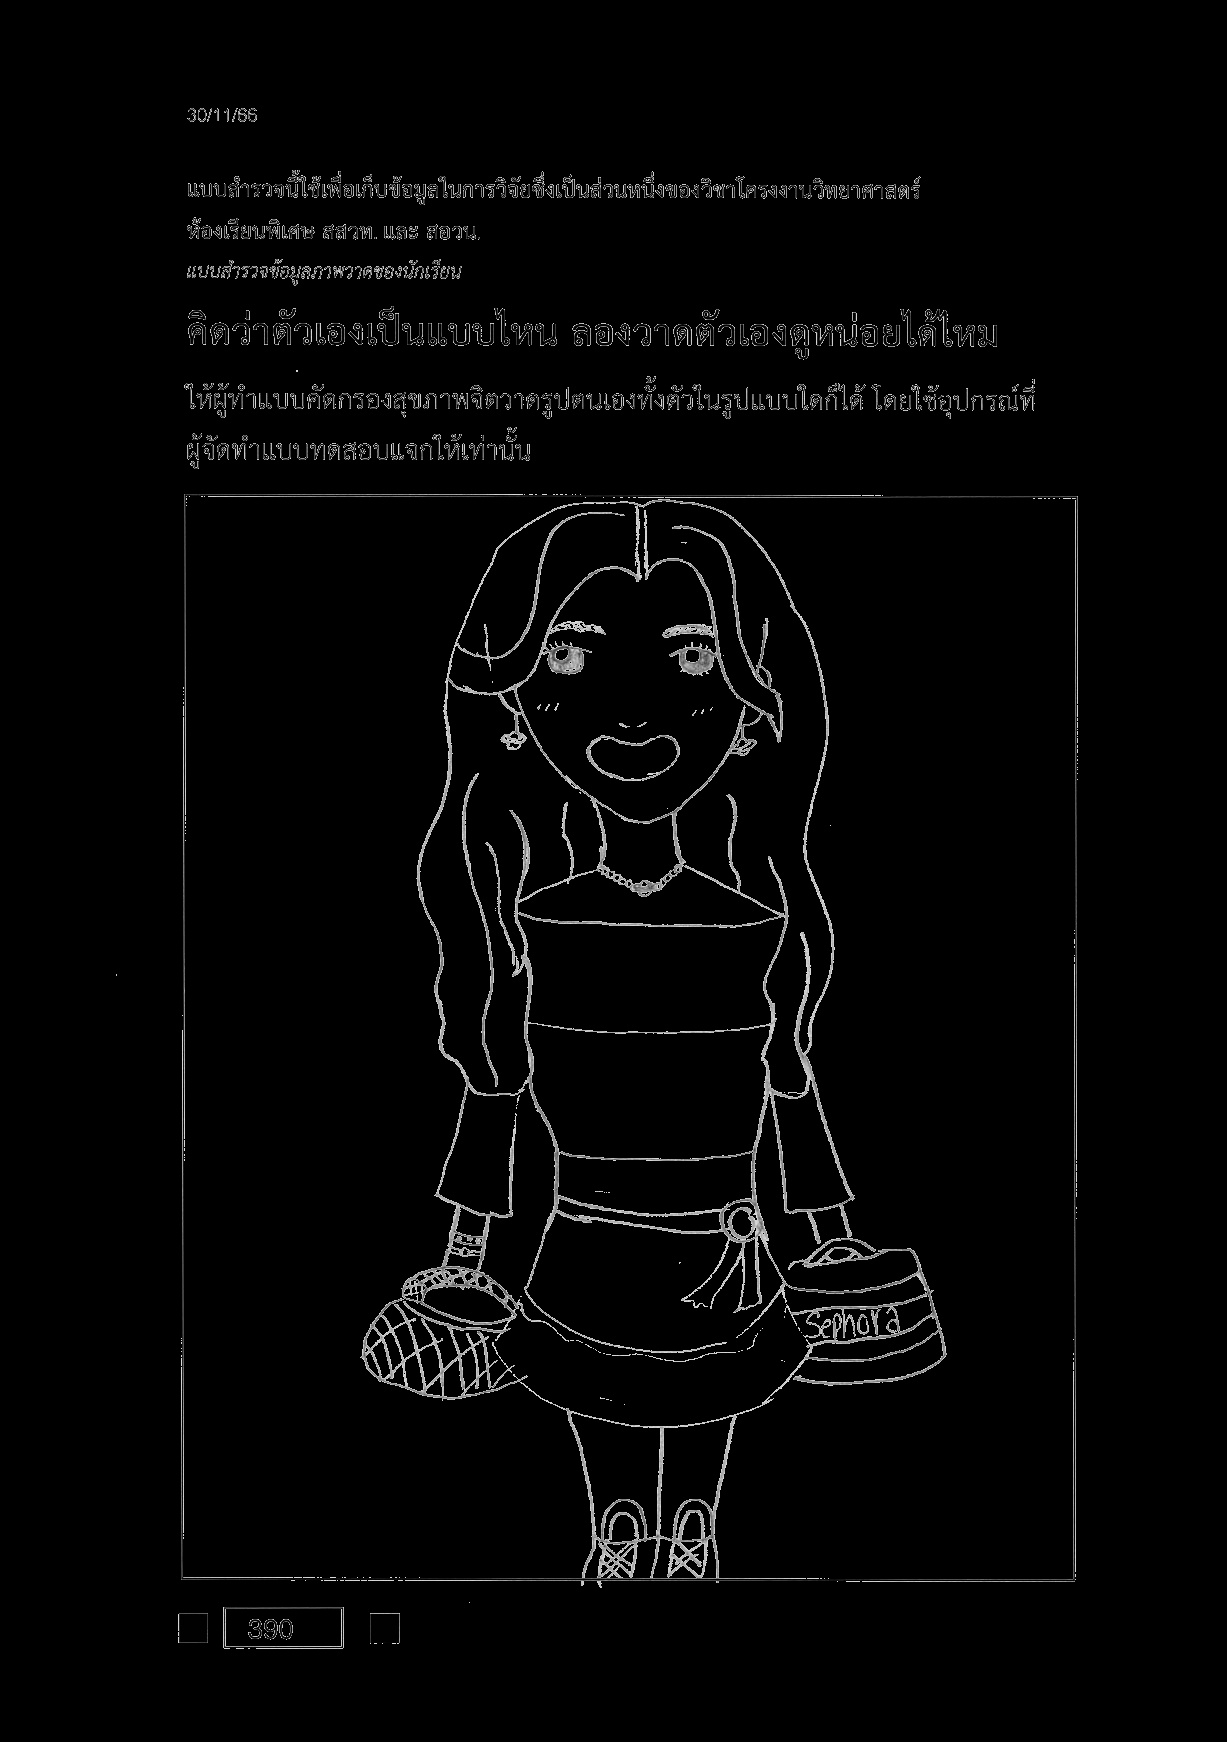 30/11/66
แบบสำรวจนี้ใช้เพื่อเก็บข้อมูลในการวิจัยซึ่งเป็นส่วนหนึ่งของวิชาโครงงานวิทยาศาสตร์
ห้องเรียนพิเศษ สสวท. และ สอวน.
แบบสำรวจข้อมูลภาพวาดของนักเรียน
คิดว่าตัวเองเป็นแบบไหน ลองวาดตัวเองดูหน่อยได้ไหม
ให้ผู้ทำแบบคัดกรองสุขภาพจิตวาดรูปตนเองทั้งตัวในรูปแบบใดก็ได้ โดยใช้อุปกรณ์ที่
ผู้จัดทำแบบทดสอบแจกให้เท่านั้น
Sephora
390